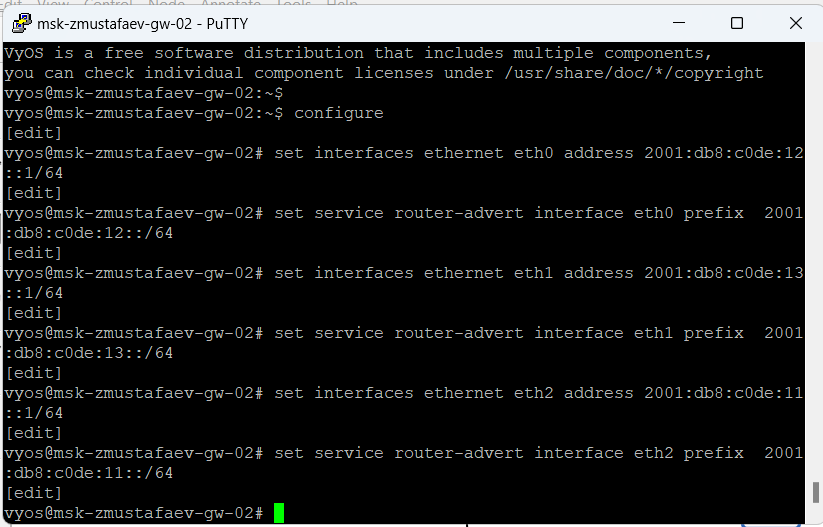 msk-zmustafaev-gw-02 - PuTTY
VyOS is a free software distribution that includes multiple components,
you can check individual component licenses under /usr/share/doc/*/copyright
vyos@msk-zmustafaev-gw-02:~$
vyos@msk-zmustafaev-gw-02:~$ configure
[edit]
vyos@msk-zmustafaev-gw-02# set interfaces ethernet eth0 address 2001:db8:c0de:12
::1/64
[edit]
vyos@msk-zmustafaev-gw-02# set service router-advert interface eth0 prefix  2001
:db8:c0de:12::/64
[edit]
vyos@msk-zmustafaev-gw-02# set interfaces ethernet eth1 address 2001:db8:c0de:13
::1/64
[edit]
vyos@msk-zmustafaev-gw-02# set service router-advert interface eth1 prefix  2001
:db8:c0de:13::/64
[edit]
vyos@msk-zmustafaev-gw-02# set interfaces ethernet eth2 address 2001:db8:c0de:11
::1/64
[edit]
vyos@msk-zmustafaev-gw-02# set service router-advert interface eth2 prefix  2001
:db8:c0de:11::/64
[edit]
vyos@msk-zmustafaev-gw-02#